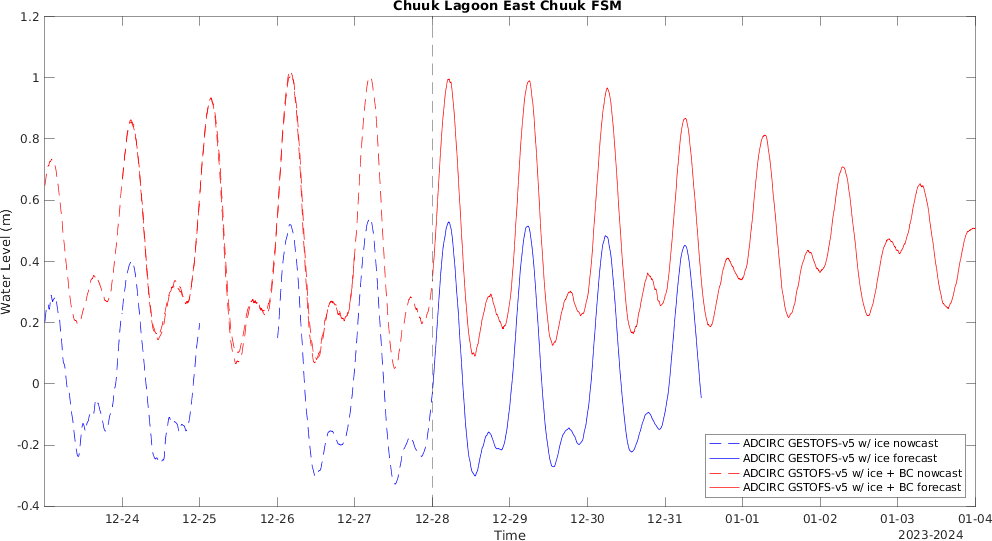 Chuuk Lagoon East Chuuk FSM
1.2
1
0.8
0.6
0.4
0.2
0
-0.2
-0.4
Water Level (m)
ADCIRC GESTOFS-v5 w/ ice nowcast
ADCIRC GESTOFS-v5 w/ ice forecast
ADCIRC GSTOFS-v5 w/ ice + BC nowcast
ADCIRC GSTOFS-v5 w/ ice + BC forecast
12-24 12-25 12-26 12-27 12-28 12-29 12-30 12-31 01-01 01-02 01-03 01-04
Time
2023-2024